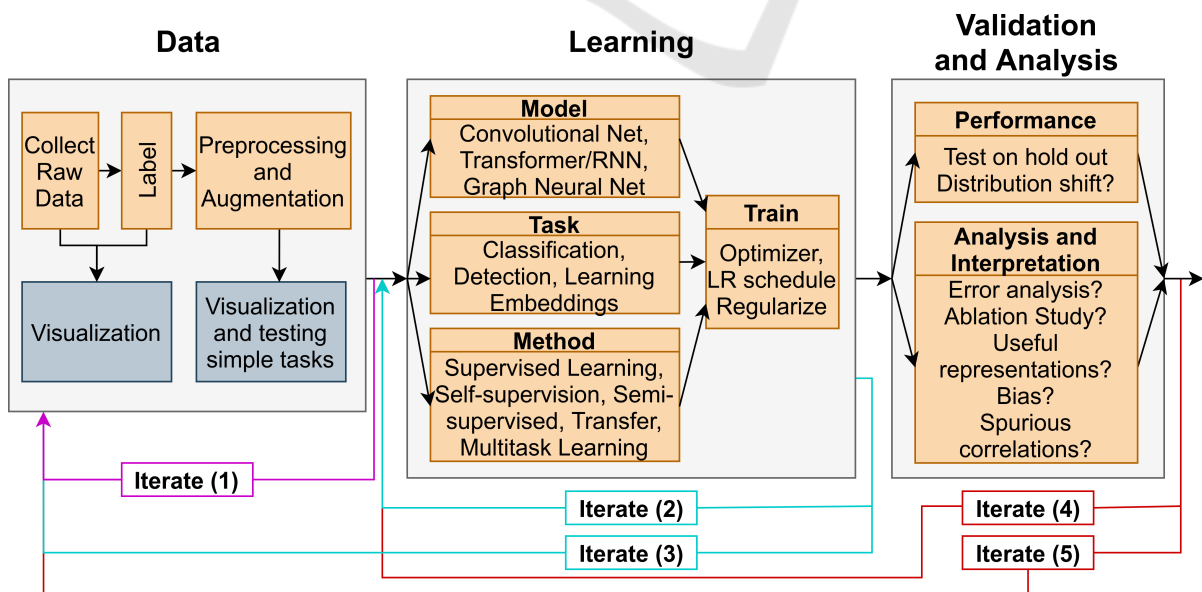 Data
Collect
Raw
Data
Label
Preprocessing
and
Augmentation
Visualization
Visualization
and testing
simple tasks
Learning
Model
Convolutional Net,
Transformer/RNN,
Graph Neural Net
Task
Classification,
Detection, Learning
Embeddings
Method
Supervised Learning,
Self-supervision, Semi-
supervised, Transfer,
Multitask Learning
Train
Optimizer,
LR schedule
Regularize
Validation
and Analysis
Performance
Test on hold out
Distribution shift?
Analysis and
Interpretation
Error analysis?
Ablation Study?
Useful
representations?
Bias?
Spurious
correlations?
Iterate (1)
Iterate (2)
Iterate (3)
Iterate (4)
Iterate (5)